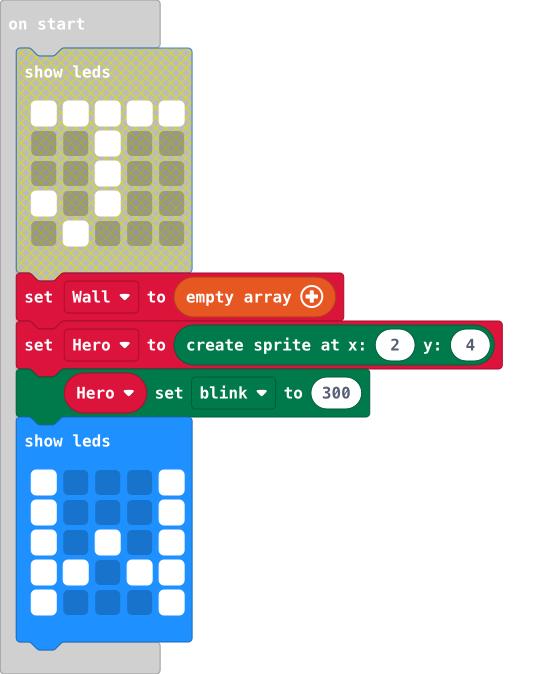 on start
show leds
set Wall to empty array
set Hero to create sprite at x: 2 y: 4
Hero set blink to 300
show leds